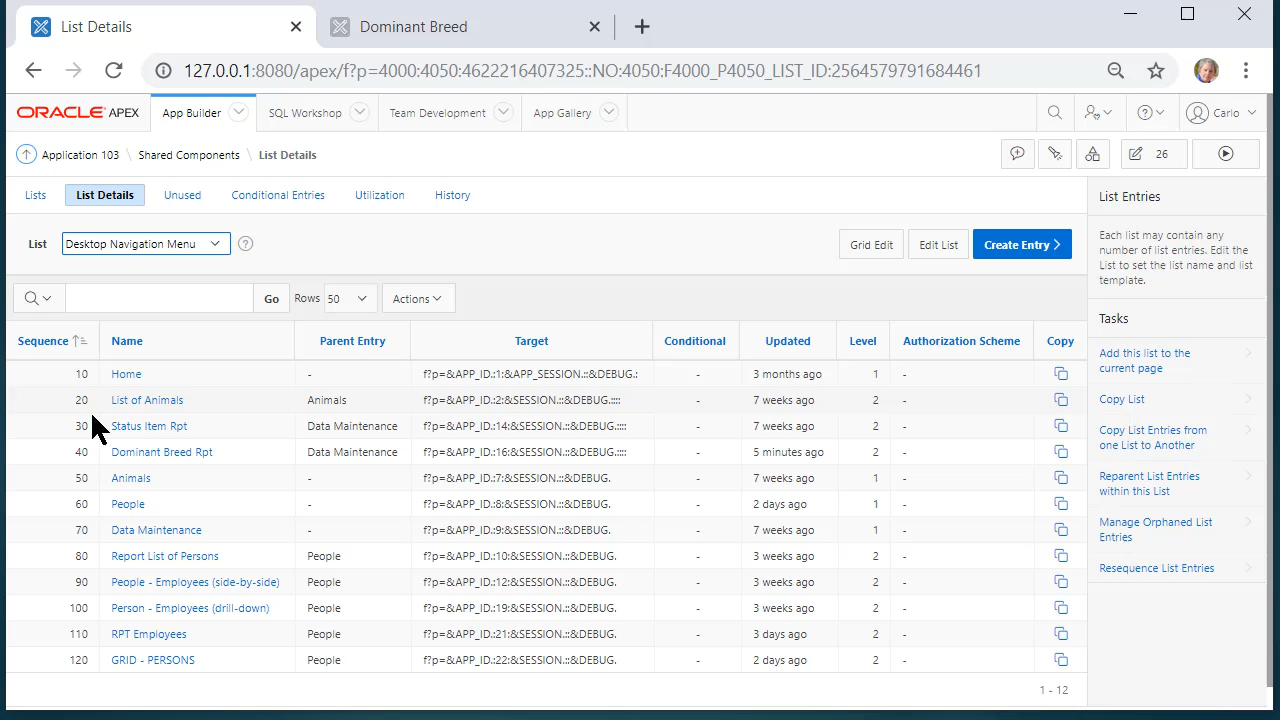 List Details
Dominant Breed
127.0.0.1:8080/apex/f?p=4000:4050:4622216407325::NO:4050:F4000_P4050_LIST_ID:2564579791684461
ORACLE APEX App Builder SQL Workshop Team Development App Gallery Carlo
Application 103 \ Shared Components \ List Details 26
Lists List Details Unused Conditional Entries Utilization History
List Desktop Navigation Menu Grid Edit Edit List Create Entry
Go Rows 50 Actions
Sequence Name Parent Entry Target Conditional Updated Level Authorization Scheme Copy
10 Home - f?p=&APP_ID.:1:&APP_SESSION.::&DEBUG.: - 3 months ago 1 -
20 List of Animals Animals f?p=&APP_ID.:2:&SESSION.::&DEBUG.:::: - 7 weeks ago 2 -
30 Status Item Rpt Data Maintenance f?p=&APP_ID.:14:&SESSION.::&DEBUG.:::: - 7 weeks ago 2 -
40 Dominant Breed Rpt Data Maintenance f?p=&APP_ID.:16:&SESSION.::&DEBUG.:::: - 5 minutes ago 2 -
50 Animals - f?p=&APP_ID.:7:&SESSION.::&DEBUG. - 7 weeks ago 1 -
60 People - f?p=&APP_ID.:8:&SESSION.::&DEBUG. - 2 days ago 1 -
70 Data Maintenance - f?p=&APP_ID.:9:&SESSION.::&DEBUG. - 7 weeks ago 1 -
80 Report List of Persons People f?p=&APP_ID.:10:&SESSION.::&DEBUG. - 3 weeks ago 2 -
90 People - Employees (side-by-side) People f?p=&APP_ID.:12:&SESSION.::&DEBUG. - 3 weeks ago 2 -
100 Person - Employees (drill-down) People f?p=&APP_ID.:19:&SESSION.::&DEBUG. - 3 weeks ago 2 -
110 RPT Employees People f?p=&APP_ID.:21:&SESSION.::&DEBUG. - 3 days ago 2 -
120 GRID - PERSONS People f?p=&APP_ID.:22:&SESSION.::&DEBUG. - 2 days ago 2 -
1 - 12
List Entries
Each list may contain any
number of list entries. Edit the
List to set the list name and list
template.
Tasks
Add this list to the
current page
Copy List
Copy List Entries from
one List to Another
Reparent List Entries
within this List
Manage Orphaned List
Entries
Resequence List Entries